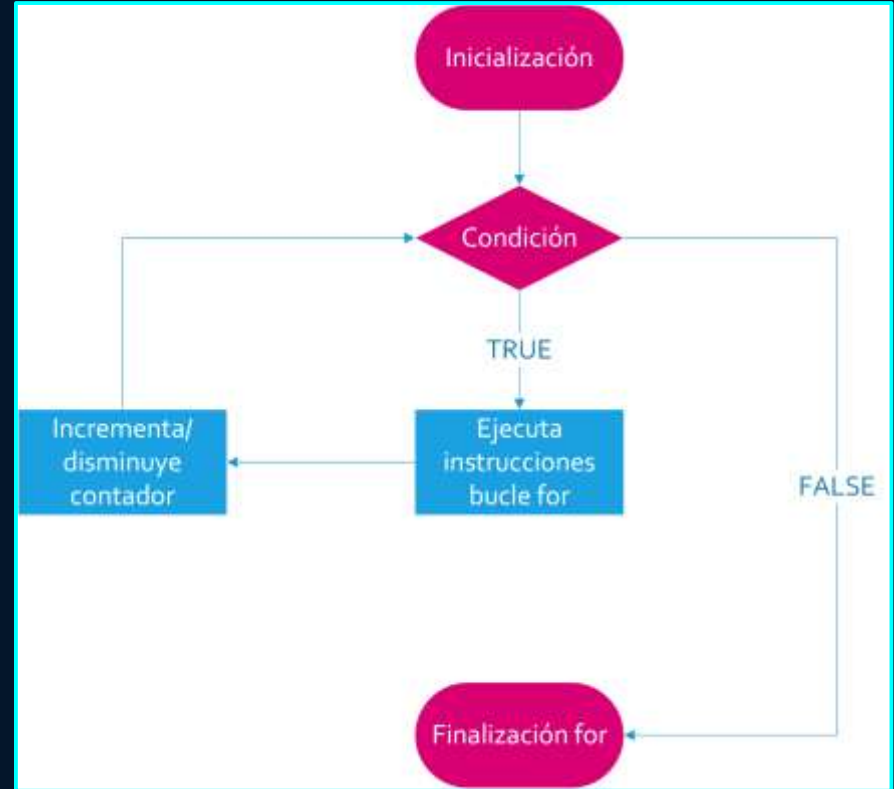 Inicialización
Condición
TRUE
Incrementa/
disminuye
contador
Ejecuta
instrucciones
bucle for
FALSE
Finalización for